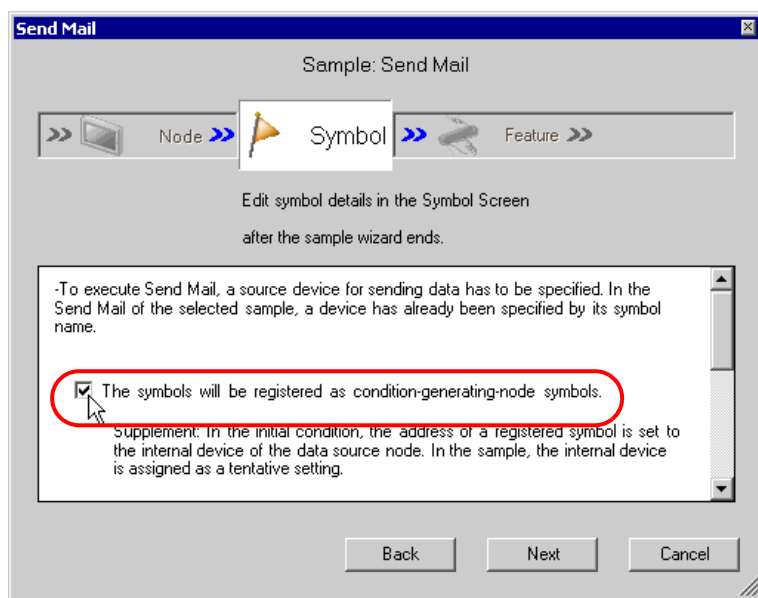 Send Mail
Sample: Send Mail
>> Node >> Symbol >> Feature >>
Edit symbol details in the Symbol Screen
after the sample wizard ends.
-To execute Send Mail, a source device for sending data has to be specified. In the
Send Mail of the selected sample, a device has already been specified by its symbol
name.
The symbols will be registered as condition-generating-node symbols.
Supplement: In the initial condition, the address of a registered symbol is set to
the internal device of the data source node. In the sample, the internal device
is assigned as a tentative setting.
Back Next Cancel